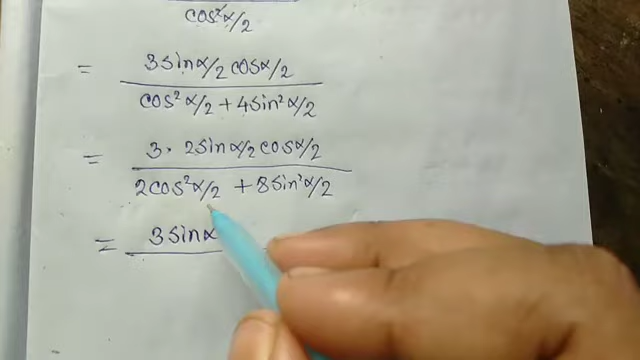 cos²α/2
= 3sinα/2 cosα/2
cos²α/2 + 4sin²α/2
= 3 · 2sinα/2 cosα/2
2cos²α/2 + 8sin²α/2
= 3sinα